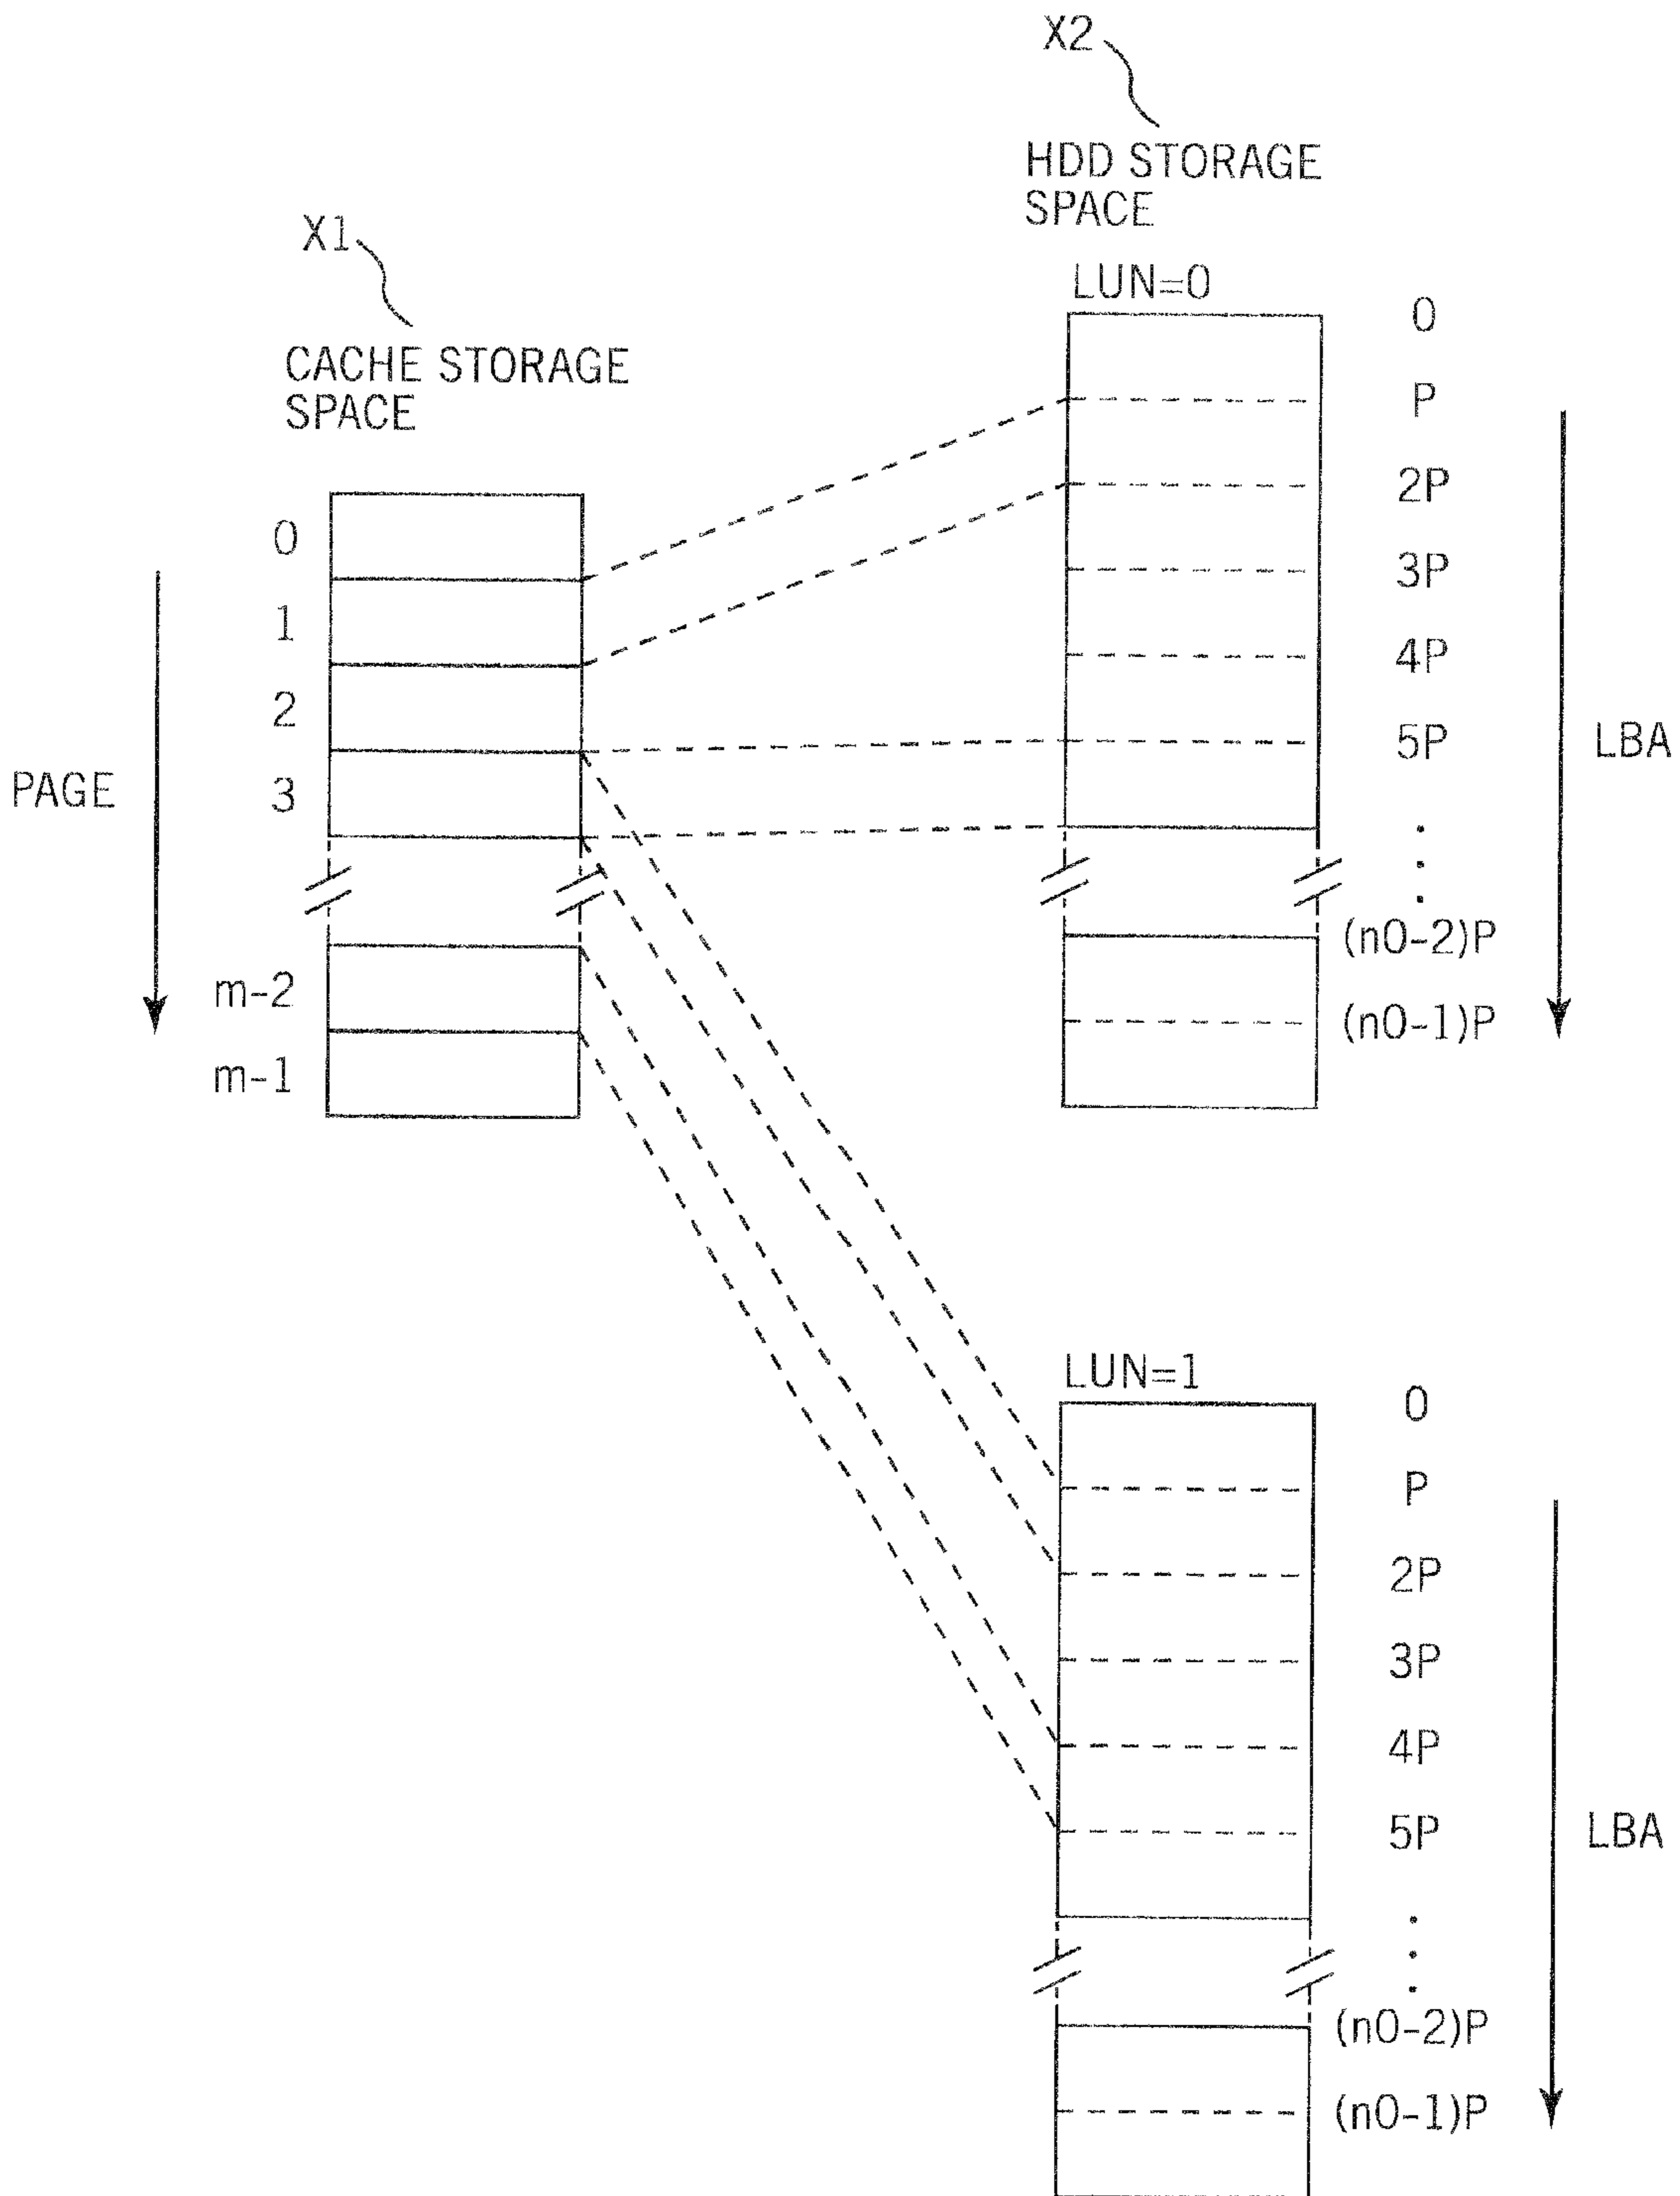 X2
HDD STORAGE
SPACE
X1
CACHE STORAGE
SPACE
LUN=0
0
P
2P
3P
4P
5P
(n0-2)P
(n0-1)P
LBA
PAGE
0
1
2
3
m-2
m-1
LUN=1
0
P
2P
3P
4P
5P
(n0-2)P
(n0-1)P
LBA